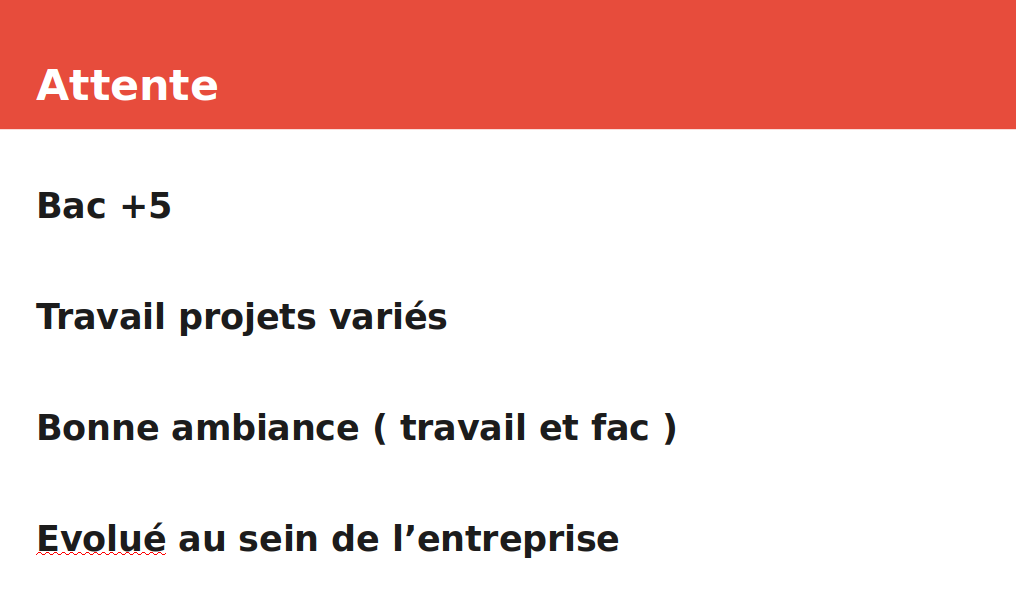 Attente
Bac +5
Travail projets variés
Bonne ambiance ( travail et fac )
Evolué au sein de l’entreprise